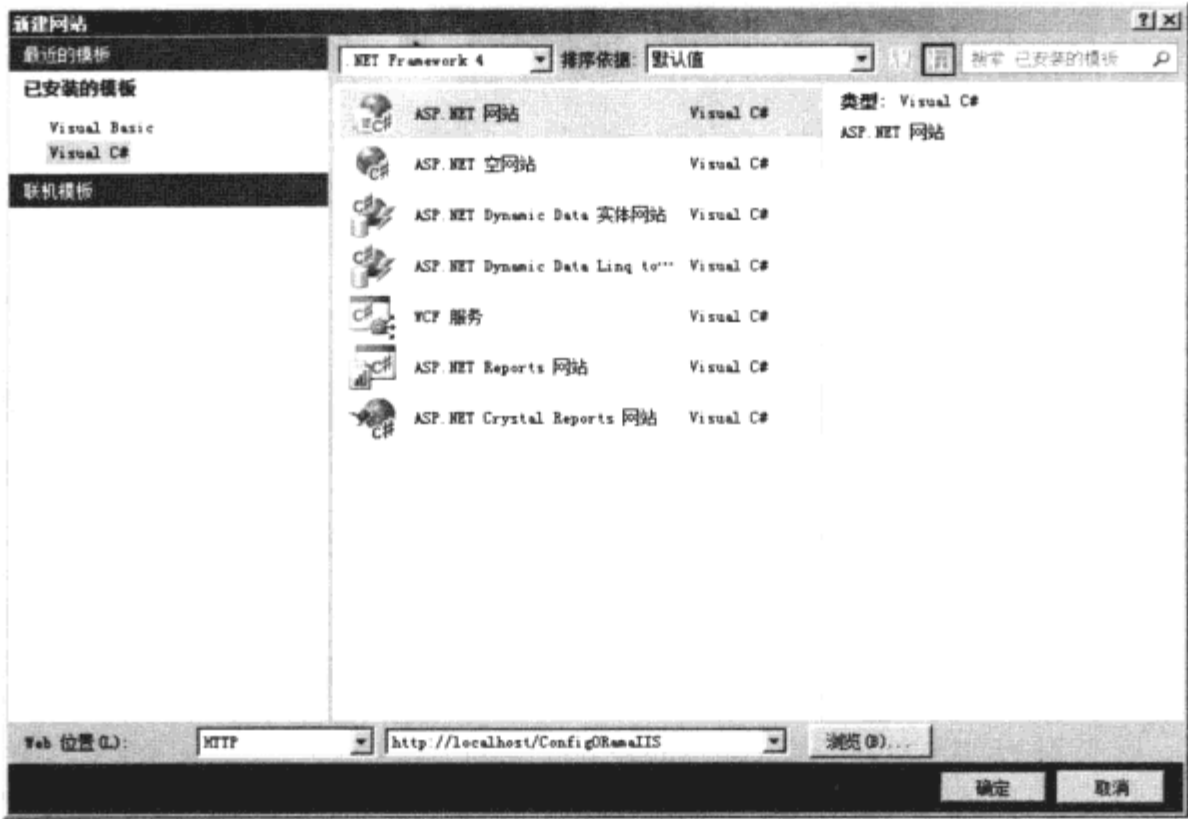 新建网站
最近的模板
已安装的模板
Visual Basic
Visual C#
联机模板
.NET Framework 4 排序依据: 默认值 搜索 已安装的模板
ASP.NET 网站 Visual C#
ASP.NET 空网站 Visual C#
ASP.NET Dynamic Data 实体网站 Visual C#
ASP.NET Dynamic Data Linq to… Visual C#
WCF 服务 Visual C#
ASP.NET Reports 网站 Visual C#
ASP.NET Crystal Reports 网站 Visual C#
类型: Visual C#
ASP.NET 网站
Web 位置(L): HTTP http://localhost/ConfigORamaIIS 浏览(B)...
确定 取消